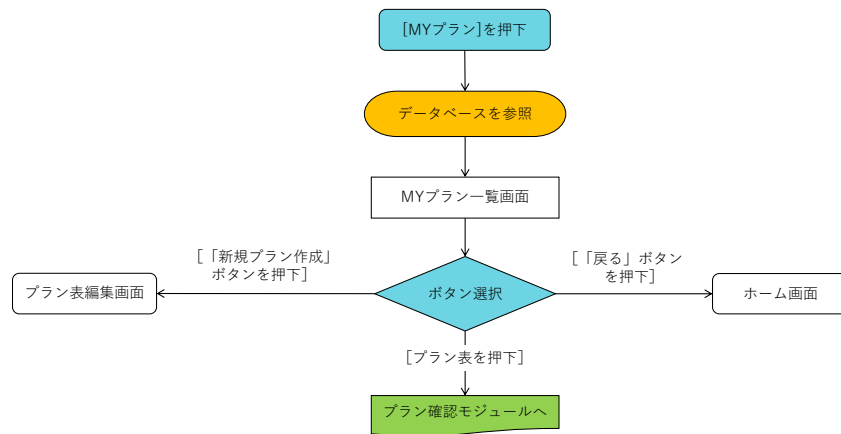 [MYプラン]を押下
データベースを参照
MYプラン一覧画面
[「新規プラン作成」
ボタンを押下]
[「戻る」ボタン
を押下]
プラン表編集画面
ボタン選択
ホーム画面
[プラン表を押下]
プラン確認モジュールへ